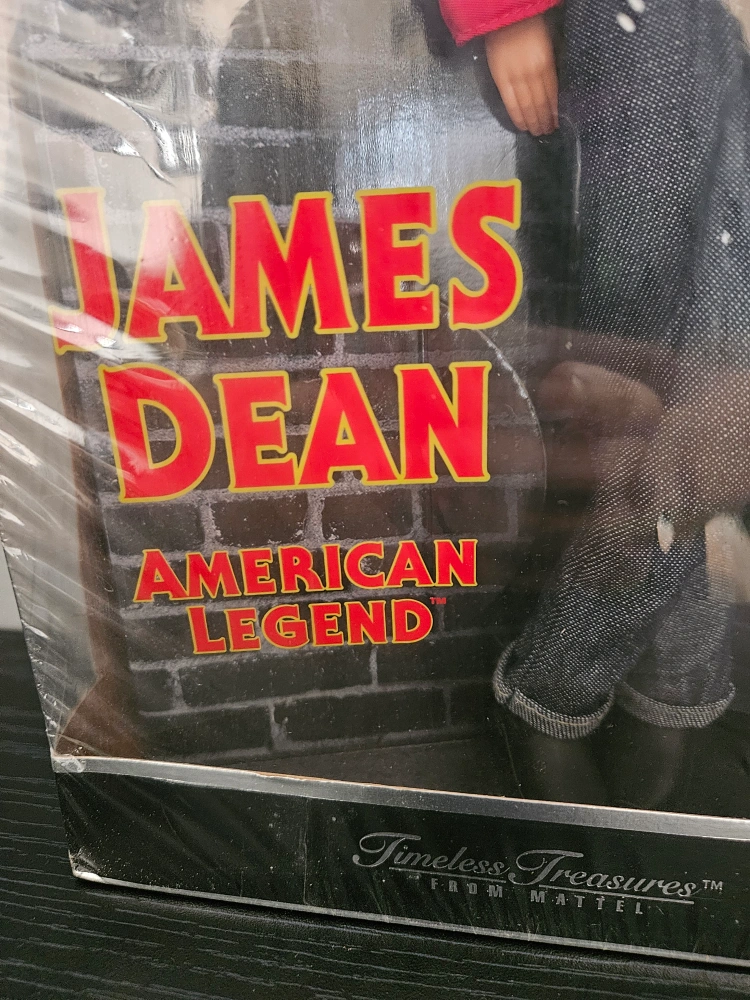 JAMES
DEAN
AMERICAN
LEGEND™
Timeless Treasures™
FROM MATTEL